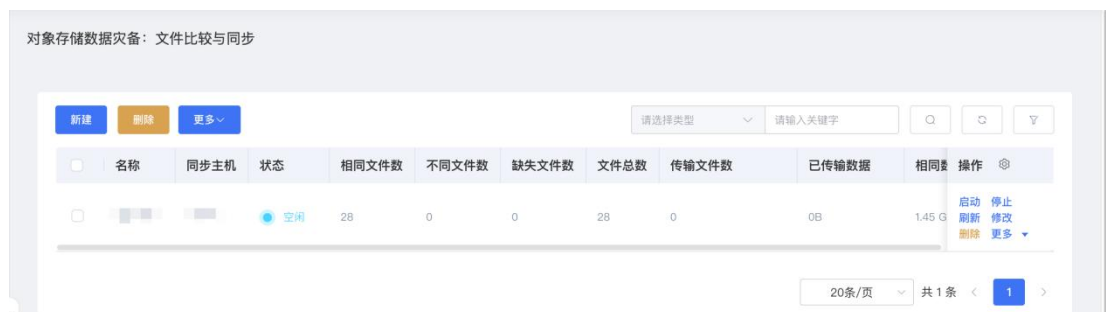 对象存储数据灾备：文件比较与同步
新建 删除 更多 请选择类型 请输入关键字
名称 同步主机 状态 相同文件数 不同文件数 缺失文件数 文件总数 传输文件数 已传输数据 相同 操作
空闲 28 0 0 28 0 0B 1.45 G 启动 停止
刷新 修改
删除 更多
20条/页 共 1 条 1